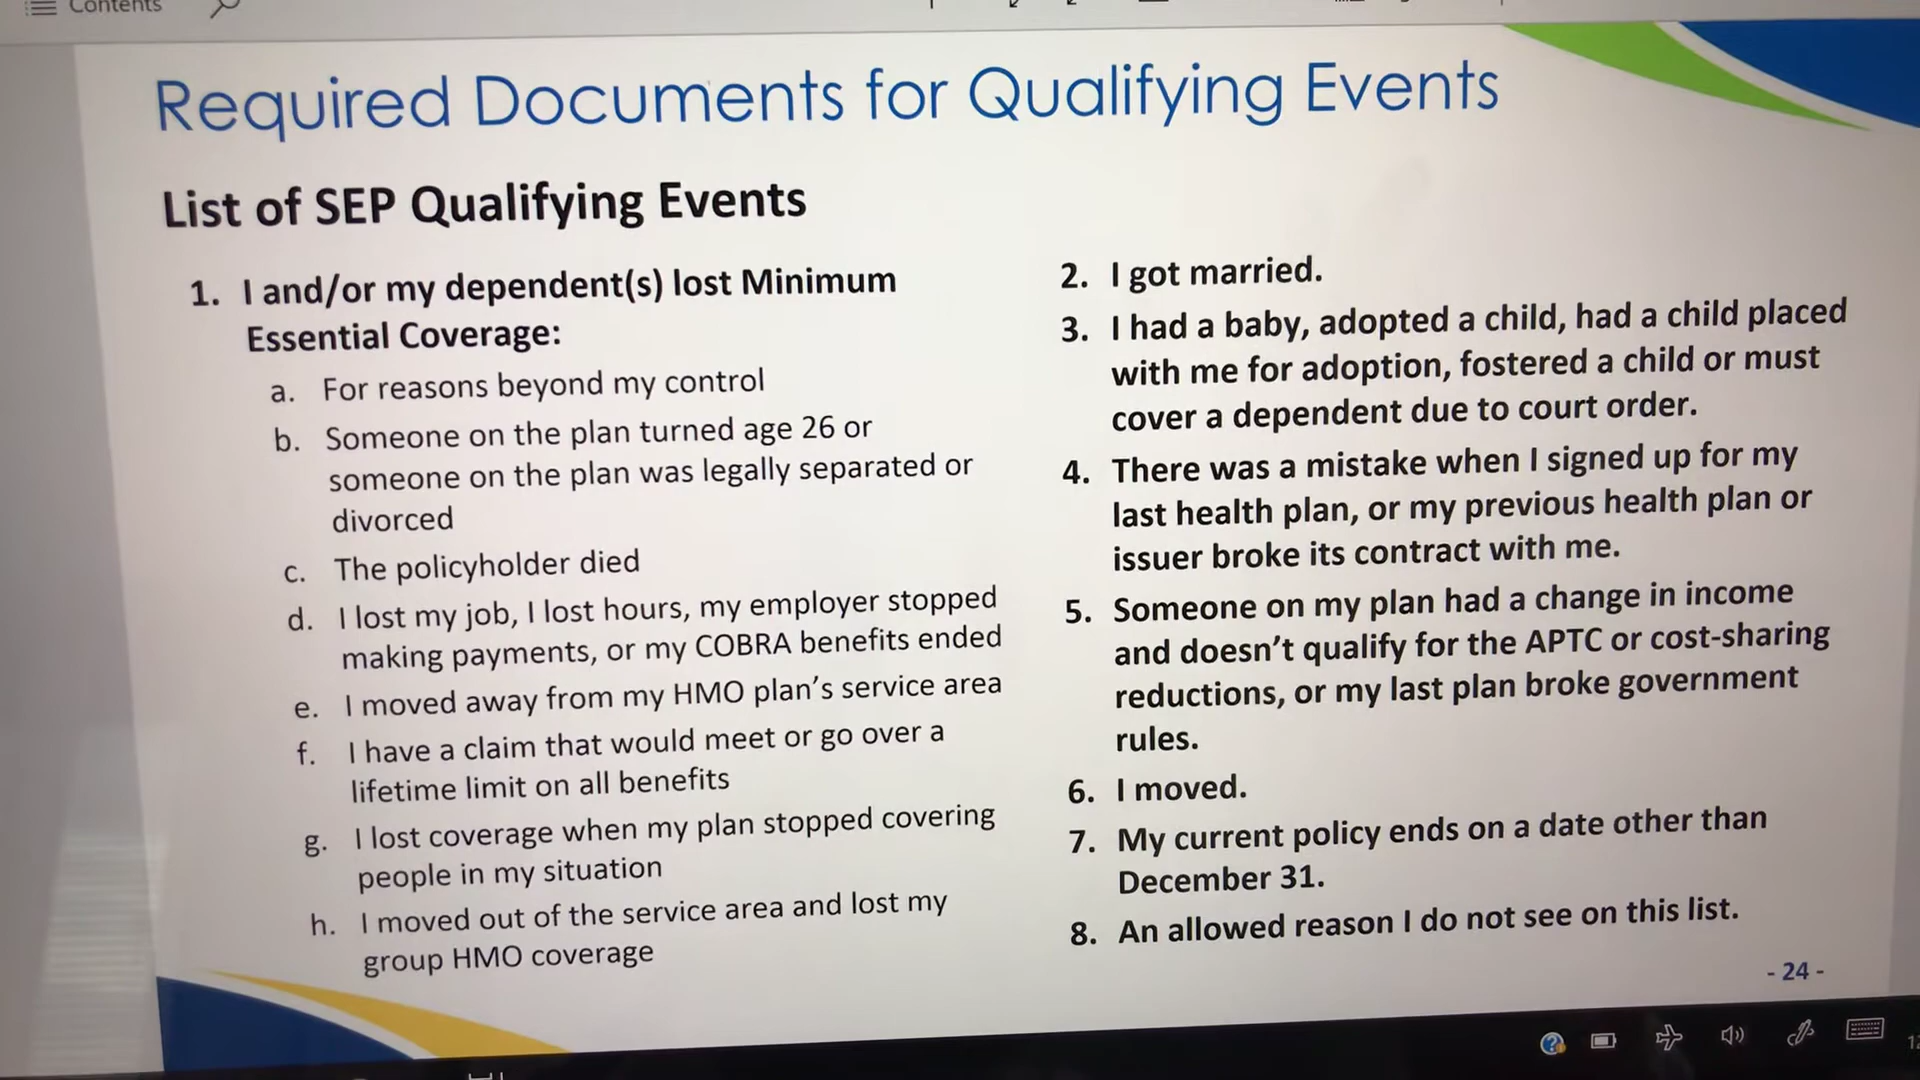 Contents
Required Documents for Qualifying Events
List of SEP Qualifying Events
1. I and/or my dependent(s) lost Minimum
Essential Coverage:
a. For reasons beyond my control
b. Someone on the plan turned age 26 or
someone on the plan was legally separated or
divorced
c. The policyholder died
d. I lost my job, I lost hours, my employer stopped
making payments, or my COBRA benefits ended
e. I moved away from my HMO plan's service area
f. I have a claim that would meet or go over a
lifetime limit on all benefits
g. I lost coverage when my plan stopped covering
people in my situation
h. I moved out of the service area and lost my
group HMO coverage
2. I got married.
3. I had a baby, adopted a child, had a child placed
with me for adoption, fostered a child or must
cover a dependent due to court order.
4. There was a mistake when I signed up for my
last health plan, or my previous health plan or
issuer broke its contract with me.
5. Someone on my plan had a change in income
and doesn't qualify for the APTC or cost-sharing
reductions, or my last plan broke government
rules.
6. I moved.
7. My current policy ends on a date other than
December 31.
8. An allowed reason I do not see on this list.
- 24 -